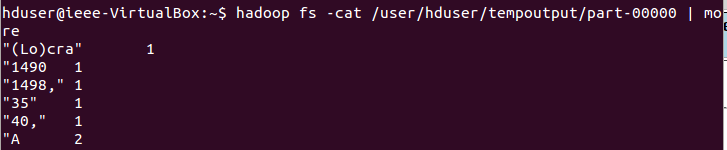 hduser@ieee-VirtualBox:~$ hadoop fs -cat /user/hduser/tempoutput/part-00000 | mo
re
"(Lo)cra"       1
"1490   1
"1498," 1
"35"    1
"40,"   1
"A      2